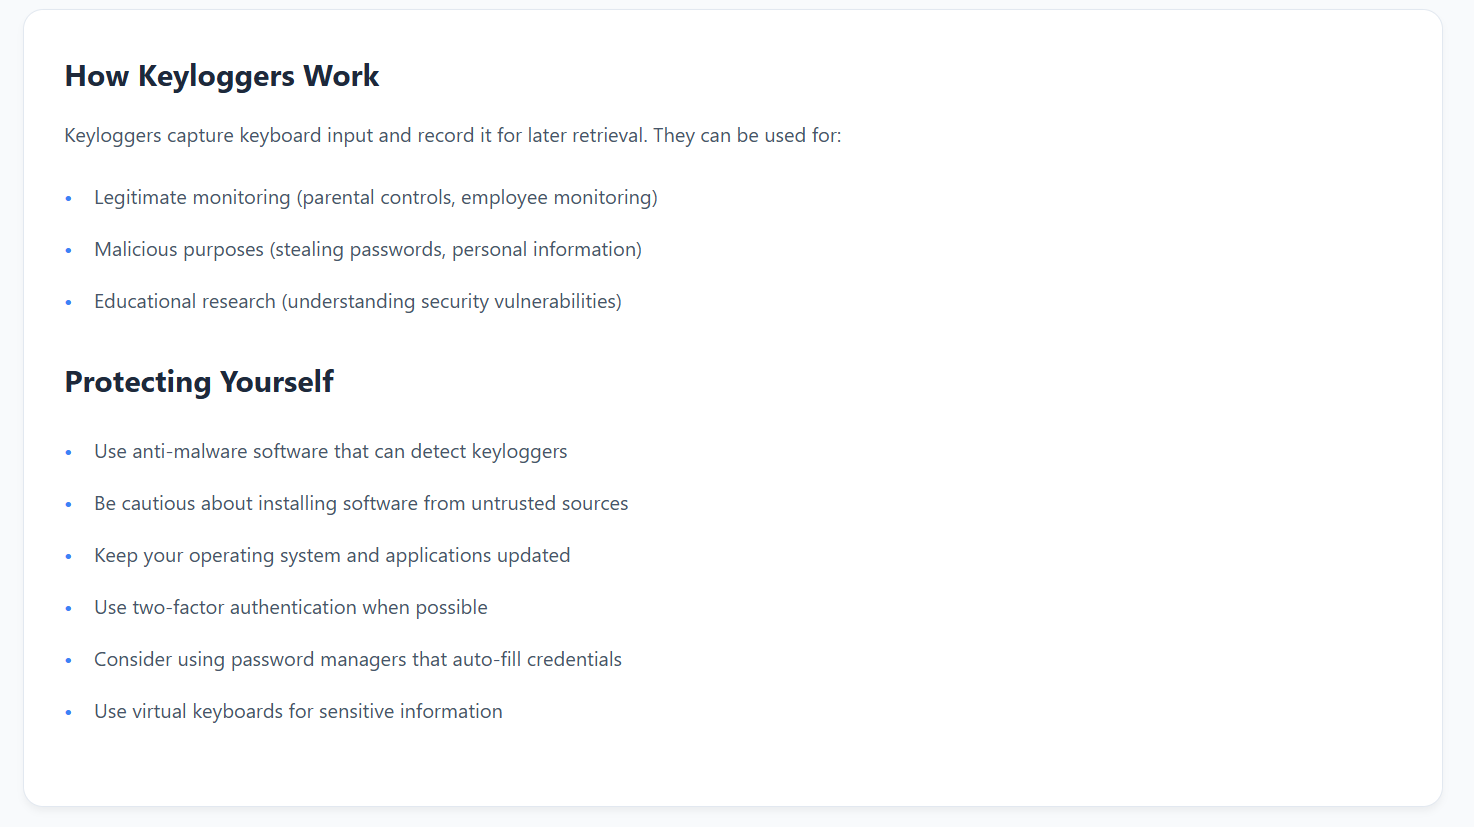 How Keyloggers Work
Keyloggers capture keyboard input and record it for later retrieval. They can be used for:
• Legitimate monitoring (parental controls, employee monitoring)
• Malicious purposes (stealing passwords, personal information)
• Educational research (understanding security vulnerabilities)
Protecting Yourself
• Use anti-malware software that can detect keyloggers
• Be cautious about installing software from untrusted sources
• Keep your operating system and applications updated
• Use two-factor authentication when possible
• Consider using password managers that auto-fill credentials
• Use virtual keyboards for sensitive information